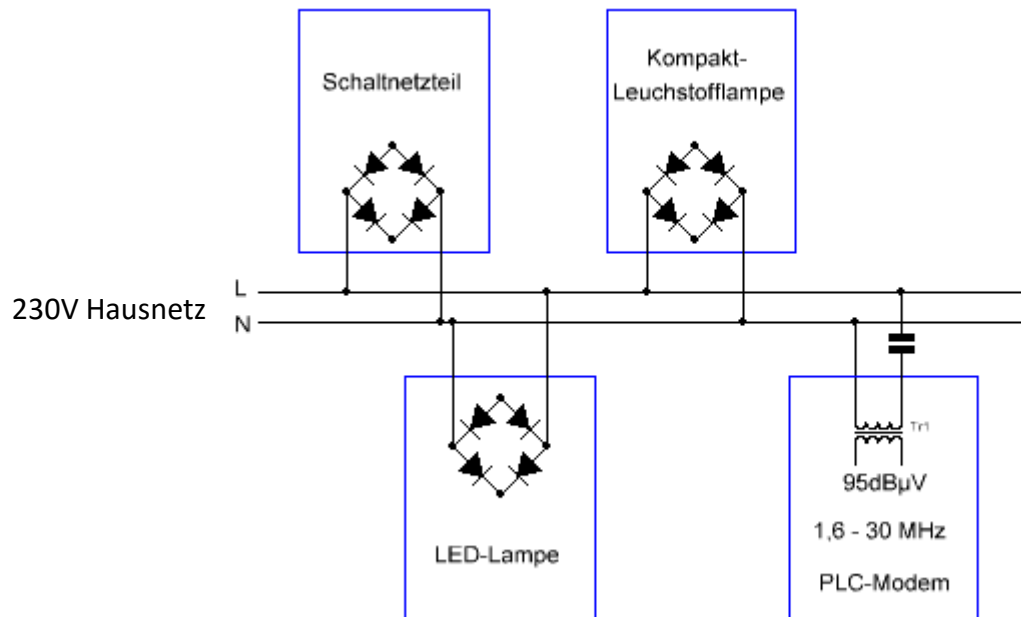 Schaltnetzteil
Kompakt-
Leuchstofflampe
230V Hausnetz
L
N
Tr1
95dBµV
1,6 - 30 MHz
PLC-Modem
LED-Lampe